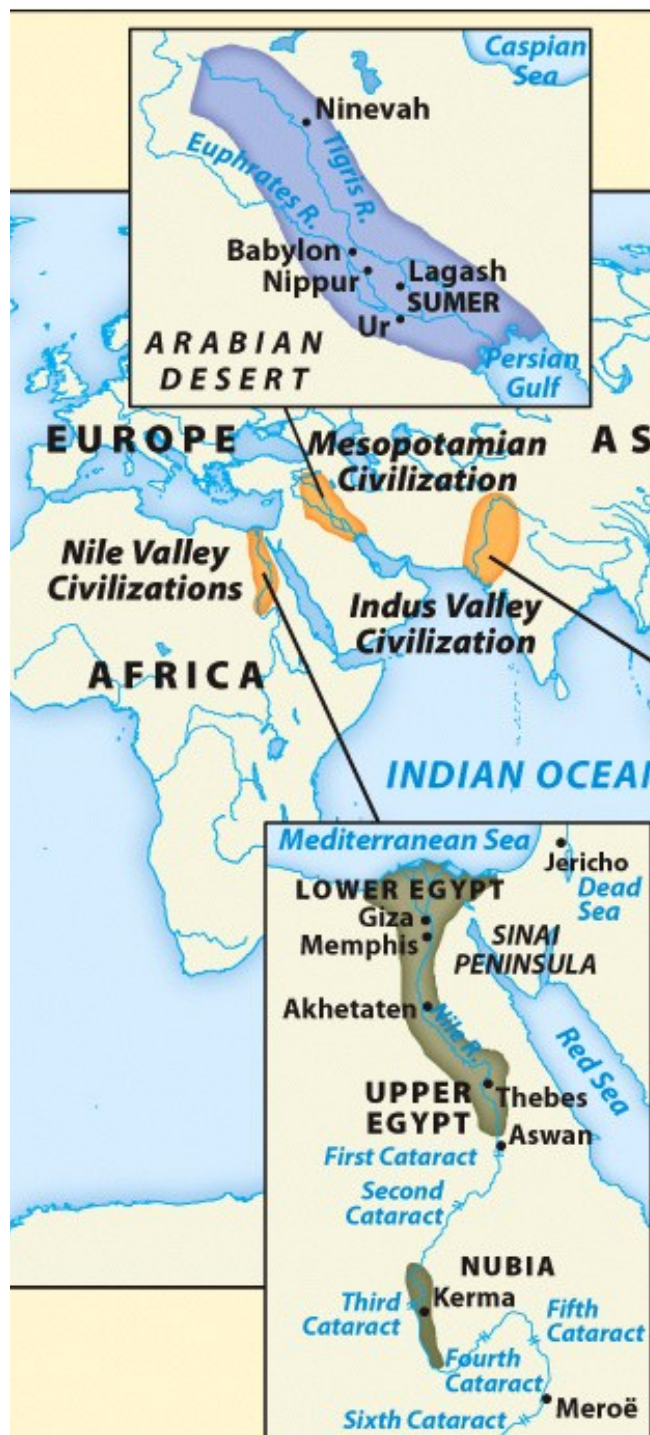 Caspian
Sea
Ninevah
Euphrates R.
Tigris R.
Babylon
Nippur
Lagash
SUMER
Ur
ARABIAN
DESERT
Persian
Gulf
EUROPE
AS
Mesopotamian
Civilization
Nile Valley
Civilizations
Indus Valley
Civilization
AFRICA
INDIAN OCEAN
Mediterranean Sea
Jericho
Dead
Sea
LOWER EGYPT
Giza
Memphis
SINAI
PENINSULA
Akhetaten
Nile R.
Red Sea
UPPER
EGYPT
Thebes
Aswan
First Cataract
Second
Cataract
NUBIA
Kerma
Third
Cataract
Fifth
Cataract
Fourth
Cataract
Meroë
Sixth Cataract